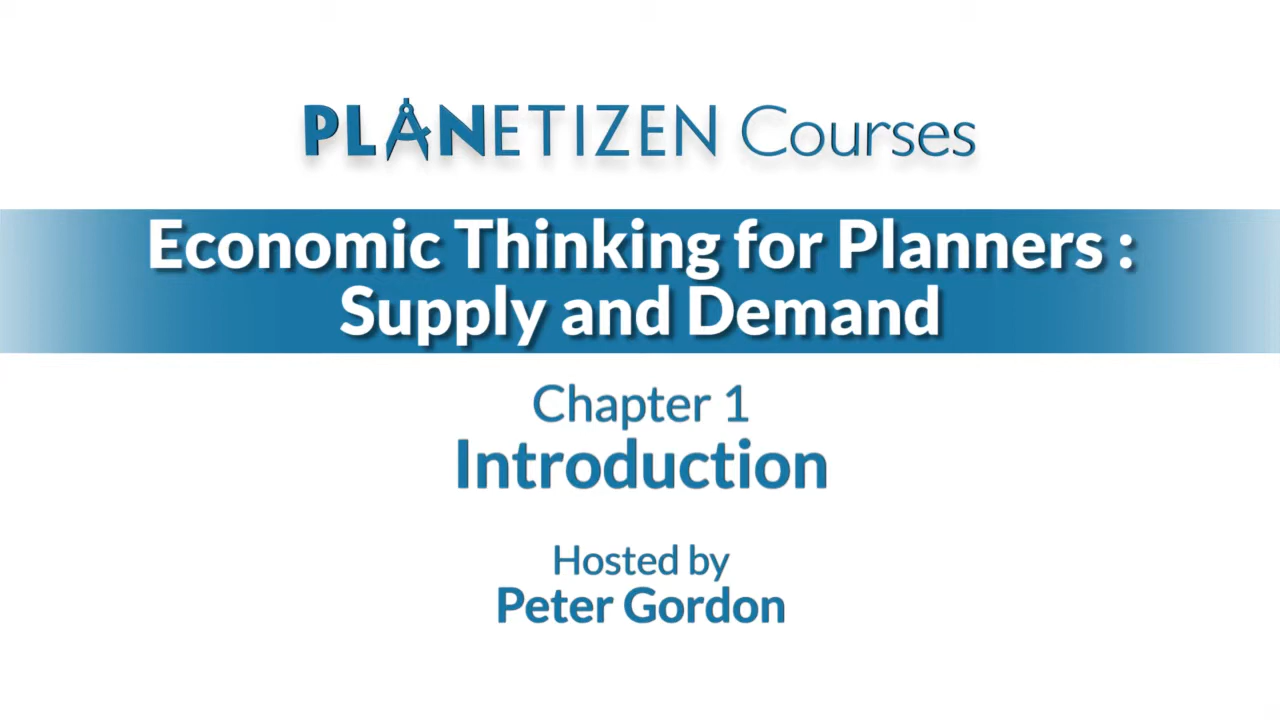 PLANETIZEN Courses
Economic Thinking for Planners :
Supply and Demand
Chapter 1
Introduction
Hosted by
Peter Gordon